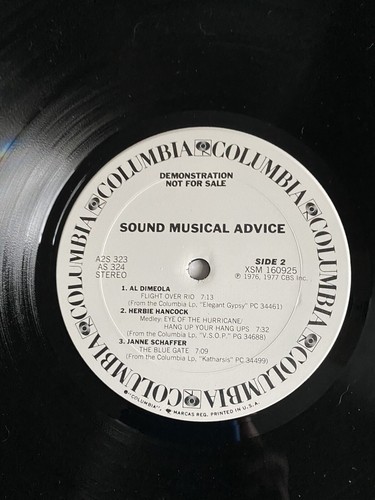 COLUMBIA COLUMBIA COLUMBIA COLUMBIA COLUMBIA COLUMBIA COLUMBIA COLUMBIA
DEMONSTRATION
NOT FOR SALE
SOUND MUSICAL ADVICE
A2S 323
AS 324
STEREO
SIDE 2
XSM 160925
℗ 1976, 1977 CBS Inc.
1. AL DIMEOLA
FLIGHT OVER RIO 7:13
(From the Columbia Lp, "Elegant Gypsy" PC 34461)
2. HERBIE HANCOCK
Medley: EYE OF THE HURRICANE/
HANG UP YOUR HANG UPS 7:32
(From the Columbia Lp, "V.S.O.P." PG 34688)
3. JANNE SCHAFFER
THE BLUE GATE 7:09
(From the Columbia Lp, "Katharsis" PC 34499)
"COLUMBIA", MARCAS REG. PRINTED IN U.S.A.